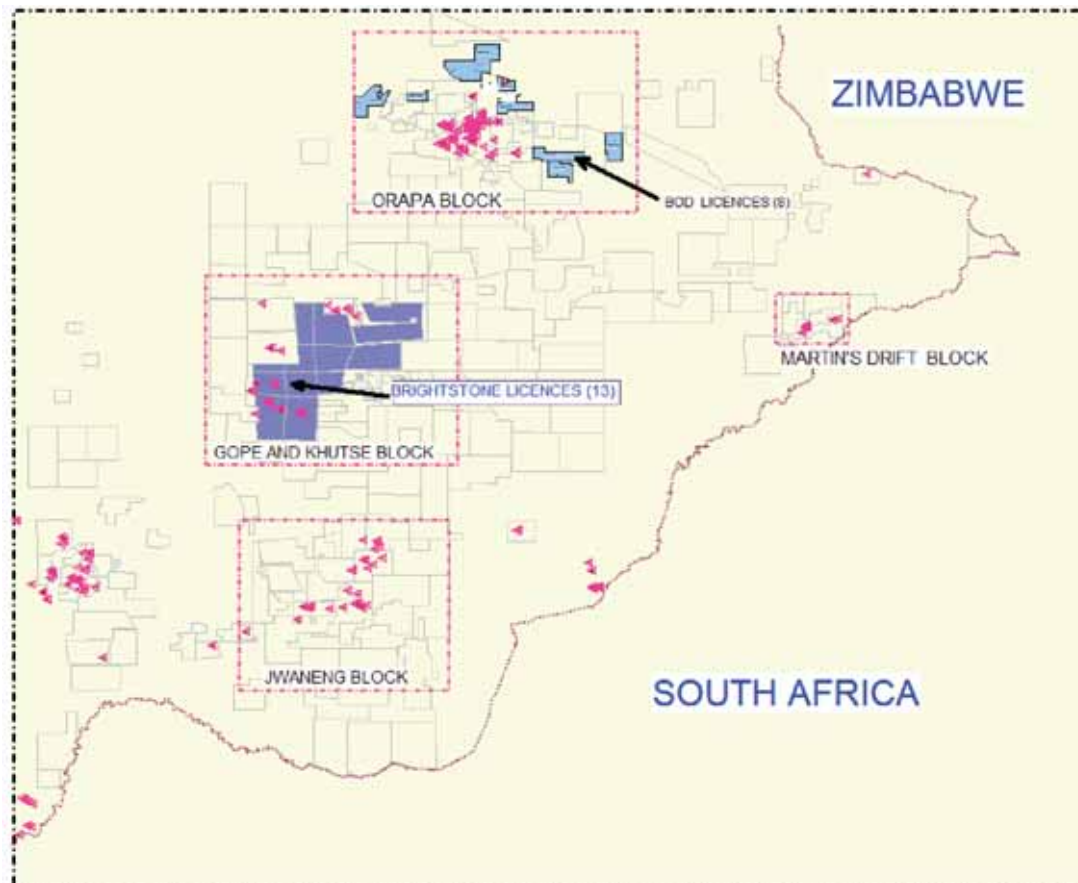 ZIMBABWE
ORAPA BLOCK
BOD LICENCES (8)
MARTIN'S DRIFT BLOCK
BRIGHTSTONE LICENCES (13)
GOPE AND KHUTSE BLOCK
JWANENG BLOCK
SOUTH AFRICA